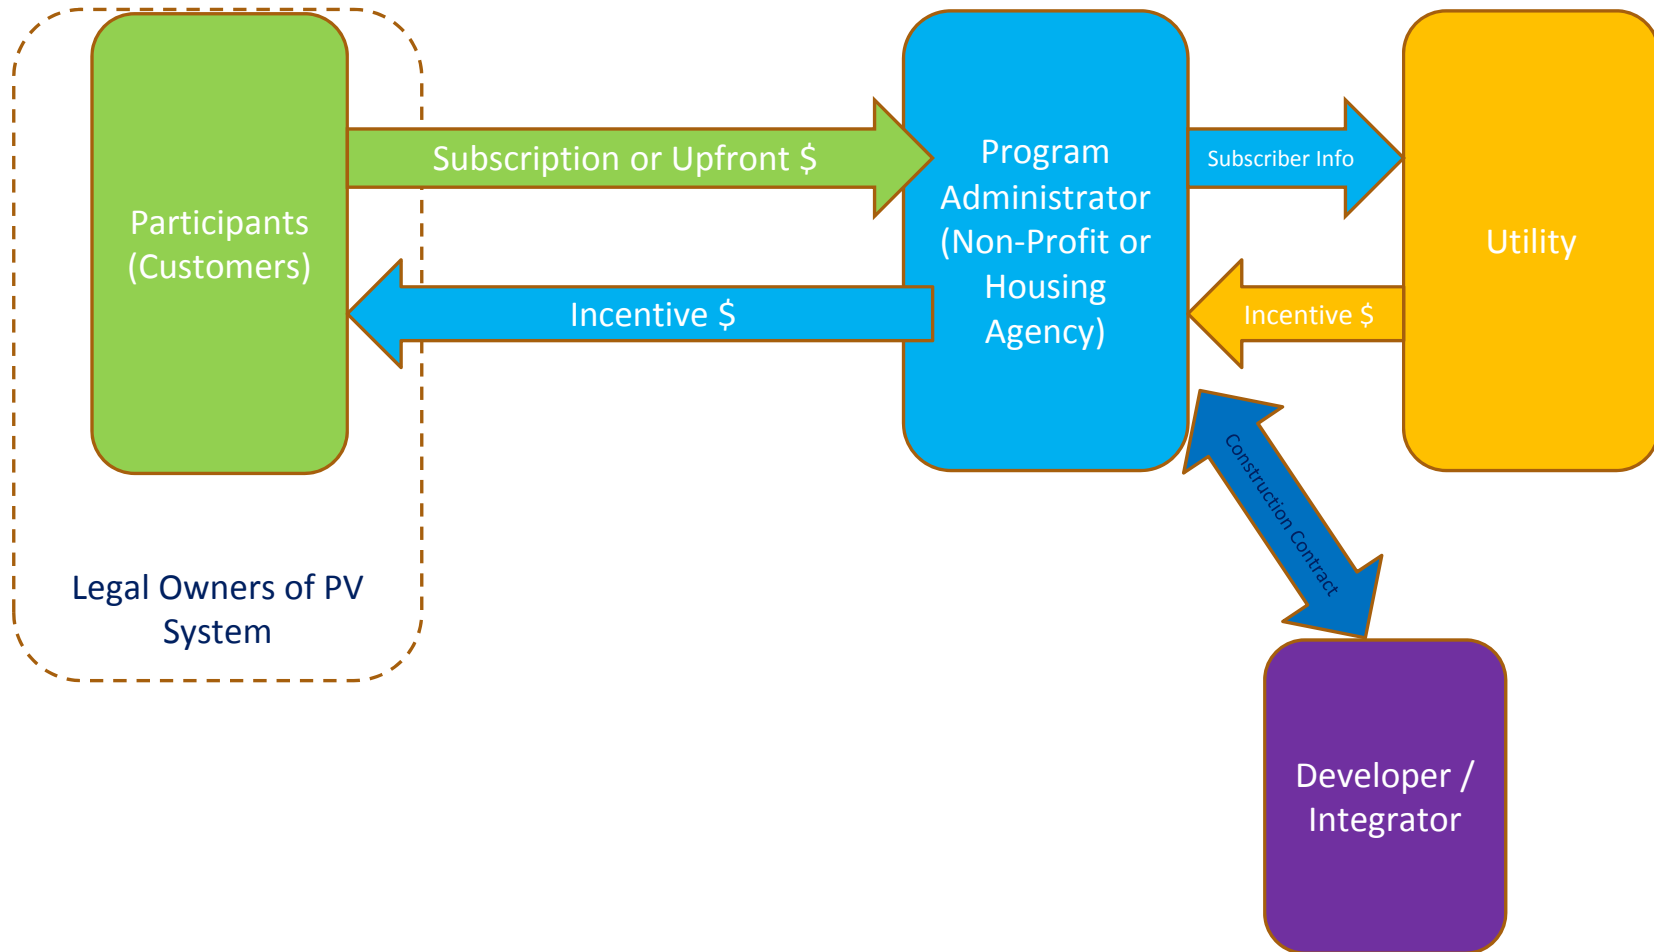 Participants
(Customers)
Subscription or Upfront $
Incentive $
Program
Administrator
(Non-Profit or
Housing
Agency)
Subscriber Info
Incentive $
Utility
Construction Contract
Legal Owners of PV
System
Developer /
Integrator